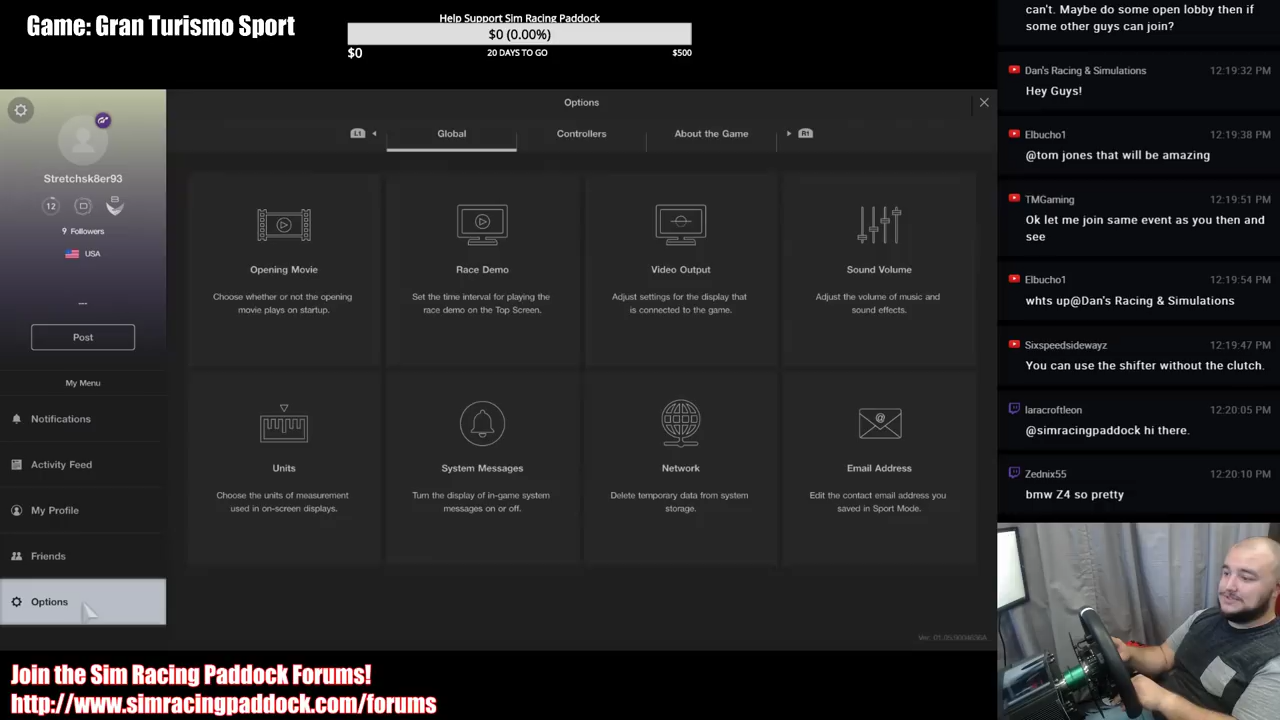 Game: Gran Turismo Sport
Help Support Sim Racing Paddock
$0 (0.00%)
$0
20 DAYS TO GO
$500
Stretchsk8er93
12
9 Followers
USA
---
Post
My Menu
Notifications
Activity Feed
My Profile
Friends
Options
Options
L1
Global
Controllers
About the Game
R1
Opening Movie
Choose whether or not the opening
movie plays on startup.
Race Demo
Set the time interval for playing the
race demo on the Top Screen.
Video Output
Adjust settings for the display that
is connected to the game.
Sound Volume
Adjust the volume of music and
sound effects.
Units
Choose the units of measurement
used in on-screen displays.
System Messages
Turn the display of in-game system
messages on or off.
Network
Delete temporary data from system
storage.
Email Address
Edit the contact email address you
saved in Sport Mode.
can't. Maybe do some open lobby then if
some other guys can join?
Dan's Racing & Simulations 12:19:32 PM
Hey Guys!
Elbucho1 12:19:38 PM
@tom jones that will be amazing
TMGaming 12:19:51 PM
Ok let me join same event as you then and
see
Elbucho1 12:19:54 PM
whts up@Dan's Racing & Simulations
Sixspeedsidewayz 12:19:47 PM
You can use the shifter without the clutch.
laracroftleon 12:20:05 PM
@simracingpaddock hi there.
Zednix55 12:20:10 PM
bmw Z4 so pretty
Join the Sim Racing Paddock Forums!
http://www.simracingpaddock.com/forums